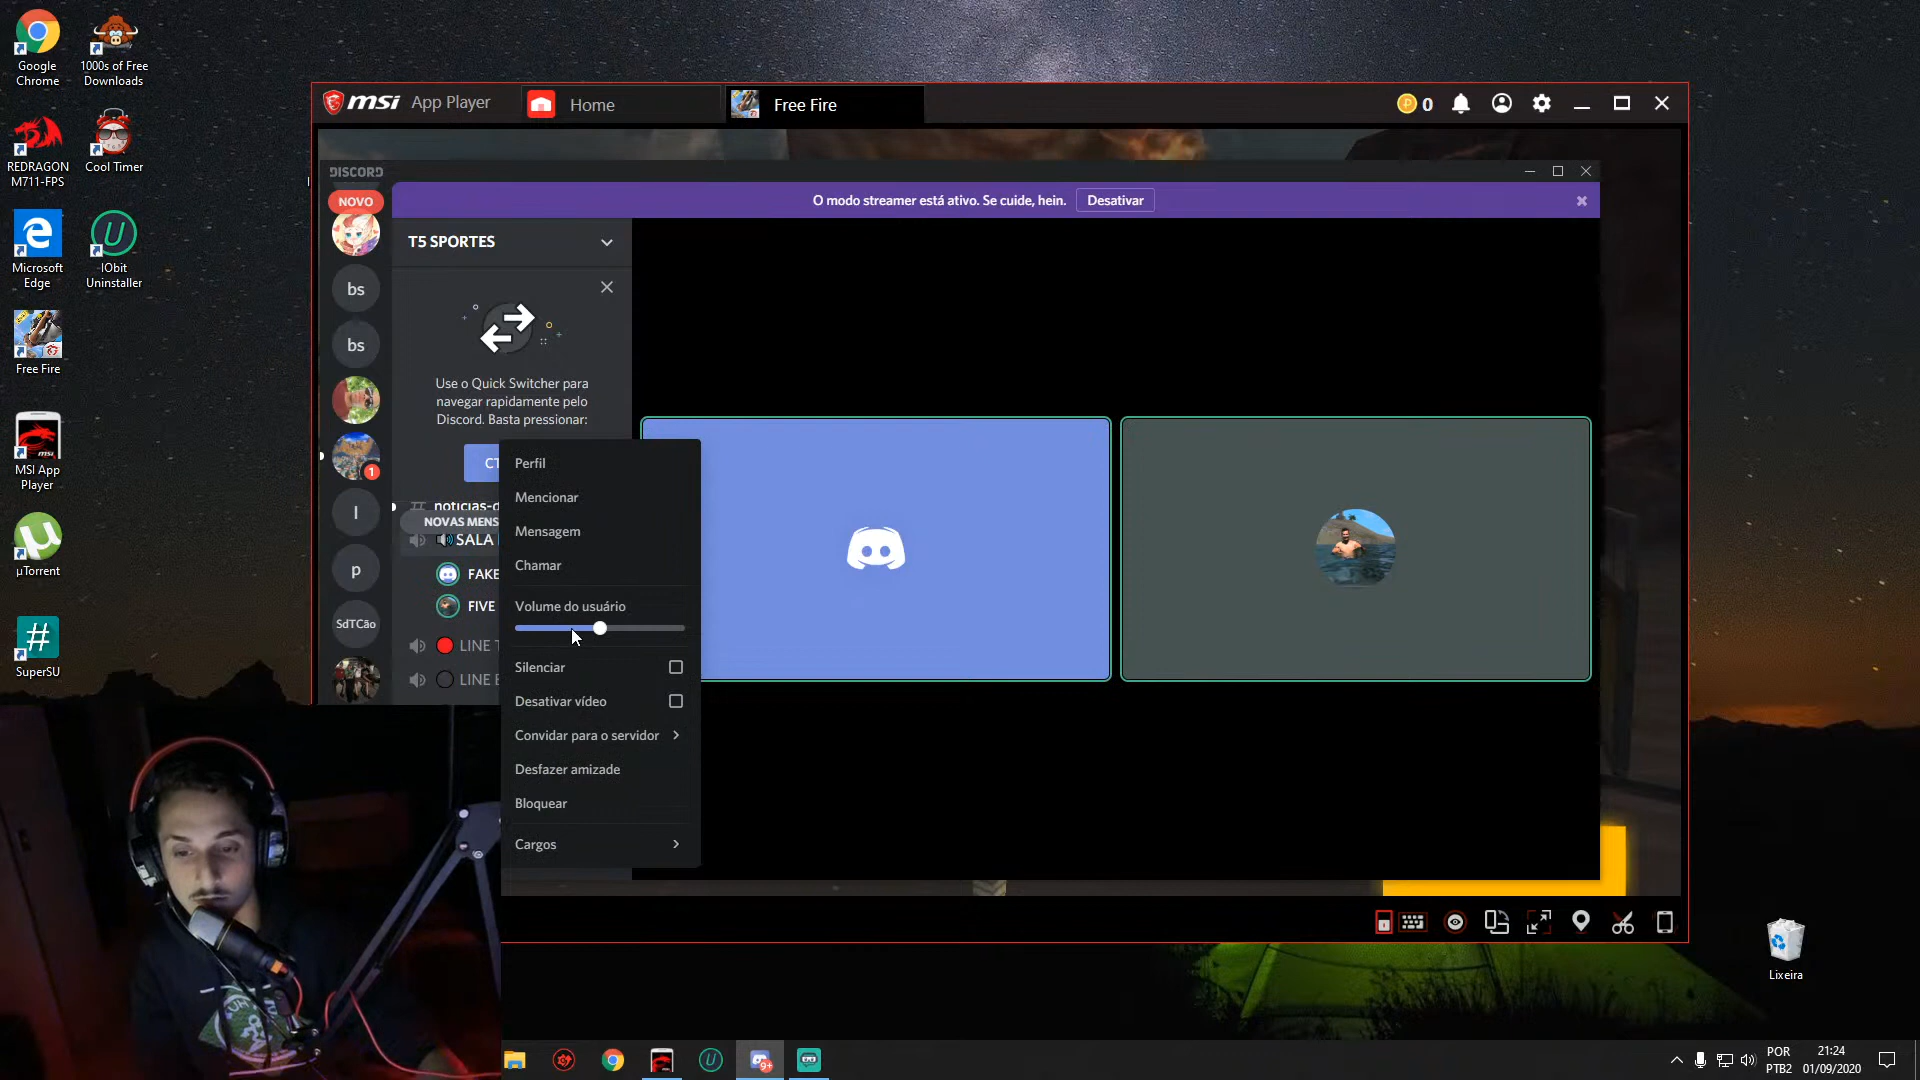 Google
Chrome
1000s of Free
Downloads
REDRAGON
M711-FPS
Cool Timer
Microsoft
Edge
IObit
Uninstaller
Free Fire
MSI App
Player
µTorrent
SuperSU
msi App Player
Home
Free Fire
0
DISCORD
NOVO
O modo streamer está ativo. Se cuide, hein.
Desativar
T5 SPORTES
bs
bs
1
I
p
SdTCão
Use o Quick Switcher para
navegar rapidamente pelo
Discord. Basta pressionar:
CT
notícias-d
NOVAS MENS
SALA
FAKE
FIVE
LINE T
LINE E
Perfil
Mencionar
Mensagem
Chamar
Volume do usuário
Silenciar
Desativar vídeo
Convidar para o servidor
Desfazer amizade
Bloquear
Cargos
Lixeira
9+
POR
PTB2
21:24
01/09/2020